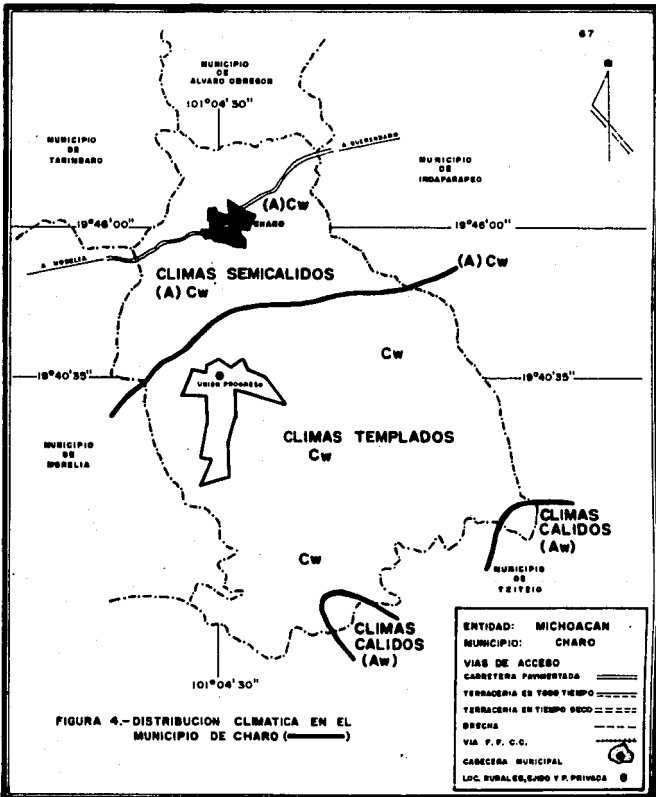 67
MUNICIPIO
DE
ALVARO OBREGON
101°04'30"
MUNICIPIO
DE
TARIMBARO
A QUERENDARO
MUNICIPIO
DE
INDAPARAPEO
(A)Cw
CHARO
19°46'00"
19°46'00"
A MORELIA
CLIMAS SEMICALIDOS
(A) Cw
(A) Cw
Cw
19°40'35"
19°40'35"
UNION PROGRESO
CLIMAS TEMPLADOS
Cw
MUNICIPIO
DE
MORELIA
CLIMAS
CALIDOS
(Aw)
Cw
MUNICIPIO
DE
TZITZIO
CLIMAS
CALIDOS
(Aw)
101°04'30"
FIGURA 4.-DISTRIBUCION CLIMATICA EN EL
MUNICIPIO DE CHARO ( )
ENTIDAD: MICHOACAN
MUNICIPIO: CHARO
VIAS DE ACCESO
CARRETERA PAVIMENTADA
TERRACERIA EN TODO TIEMPO
TERRACERIA EN TIEMPO SECO
BRECHA
VIA F.F. C.C.
CABECERA MUNICIPAL
LOC. RURALES, EJIDO Y P. PRIVADA